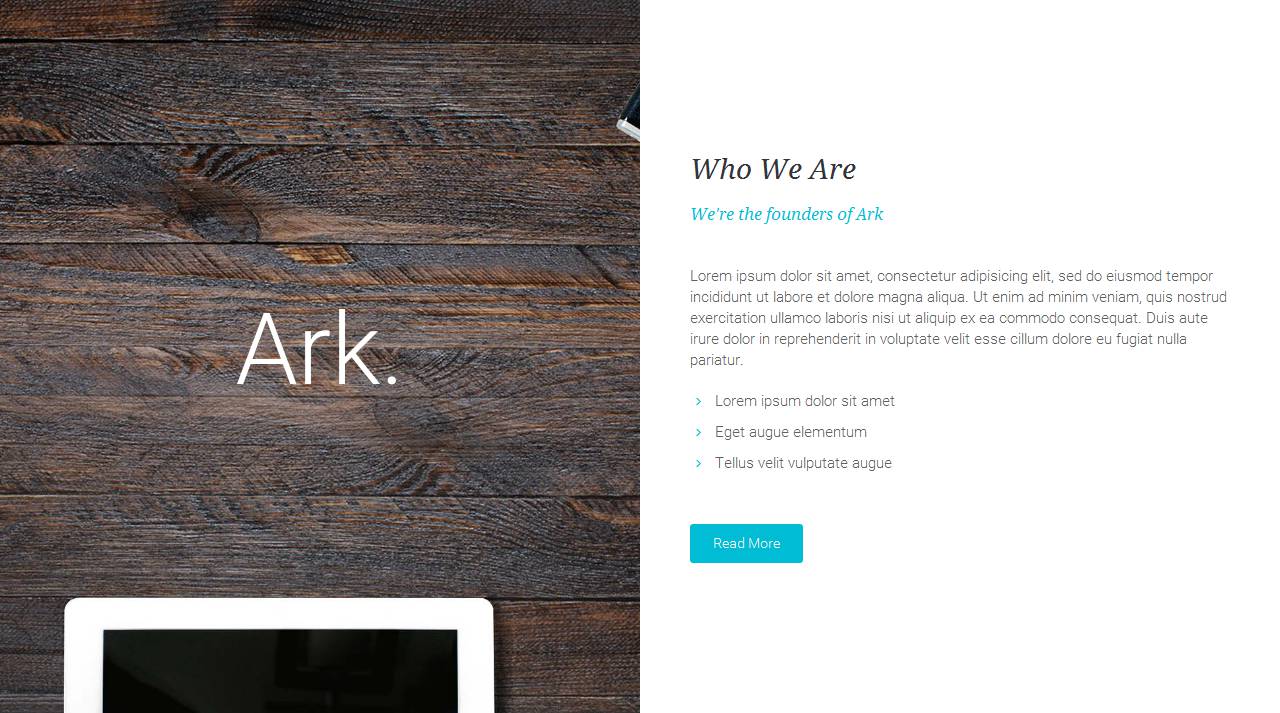 Ark.
Who We Are
We're the founders of Ark
Lorem ipsum dolor sit amet, consectetur adipisicing elit, sed do eiusmod tempor
incididunt ut labore et dolore magna aliqua. Ut enim ad minim veniam, quis nostrud
exercitation ullamco laboris nisi ut aliquip ex ea commodo consequat. Duis aute
irure dolor in reprehenderit in voluptate velit esse cillum dolore eu fugiat nulla
pariatur.
Lorem ipsum dolor sit amet
Eget augue elementum
Tellus velit vulputate augue
Read More